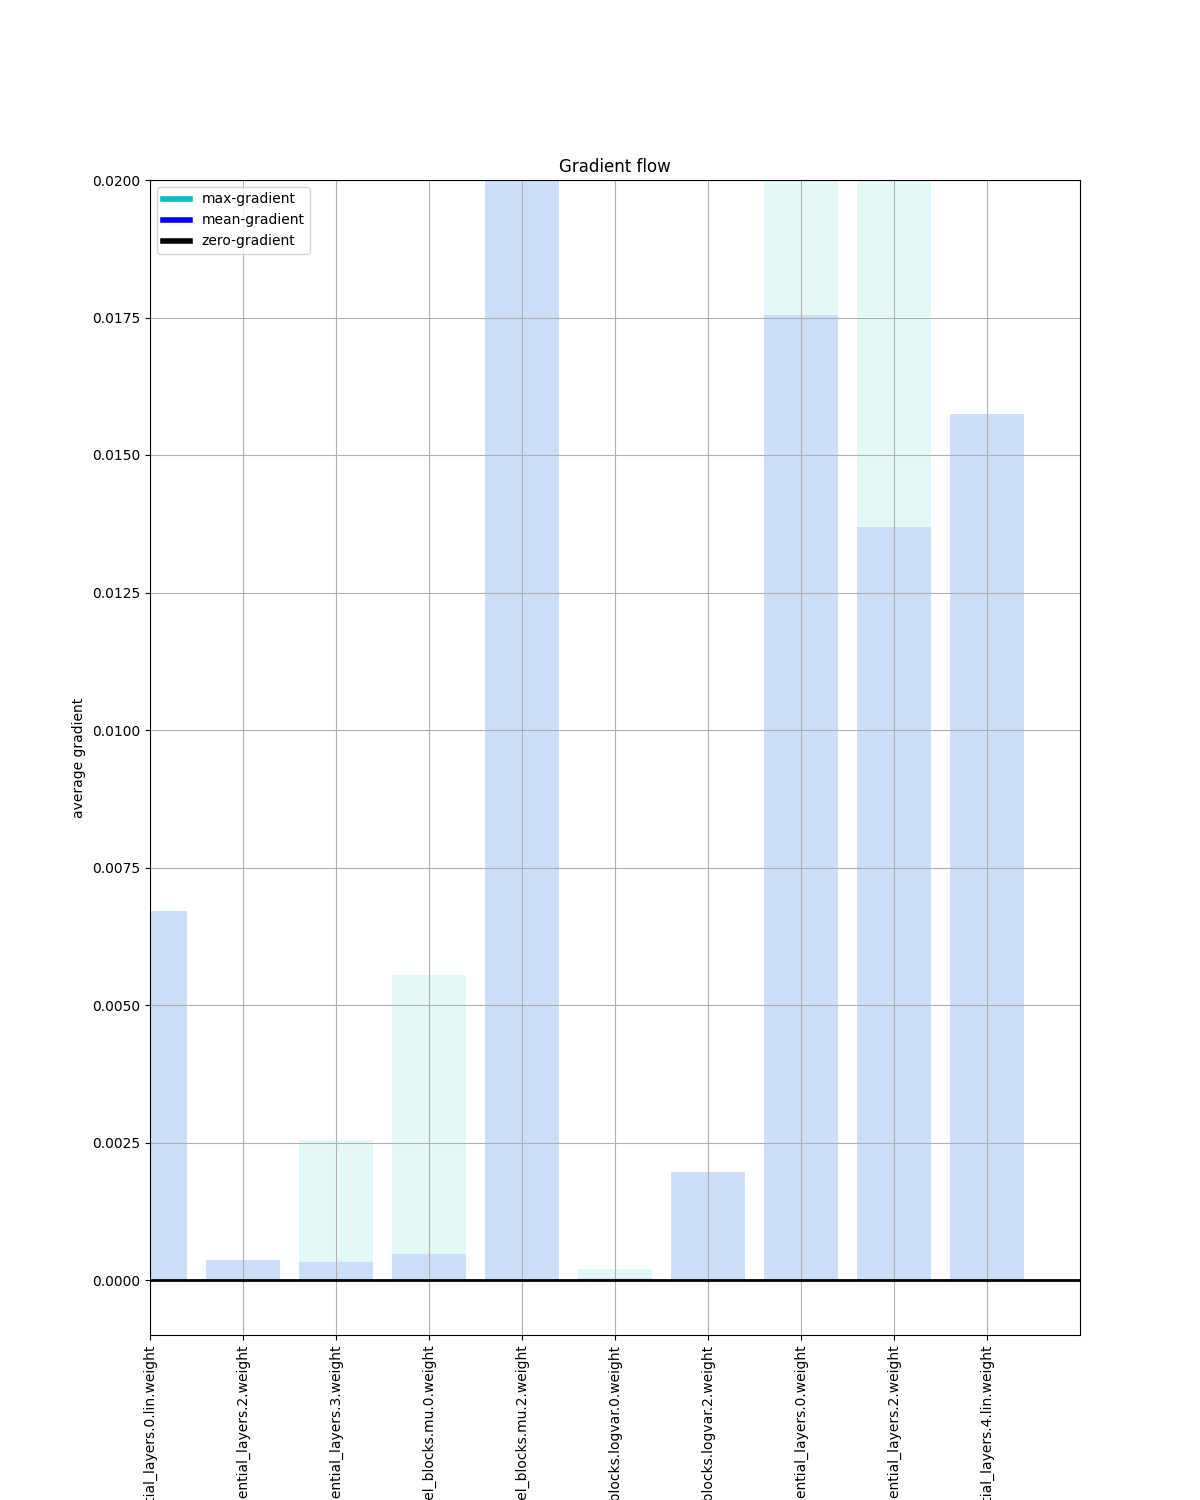 Gradient flow
max-gradient
mean-gradient
zero-gradient
0.0200
0.0175
0.0150
0.0125
0.0100
0.0075
0.0050
0.0025
0.0000
average gradient
tial_layers.0.lin.weight
ential_layers.2.weight
ential_layers.3.weight
el_blocks.mu.0.weight
el_blocks.mu.2.weight
blocks.logvar.0.weight
blocks.logvar.2.weight
ential_layers.0.weight
ential_layers.2.weight
tial_layers.4.lin.weight